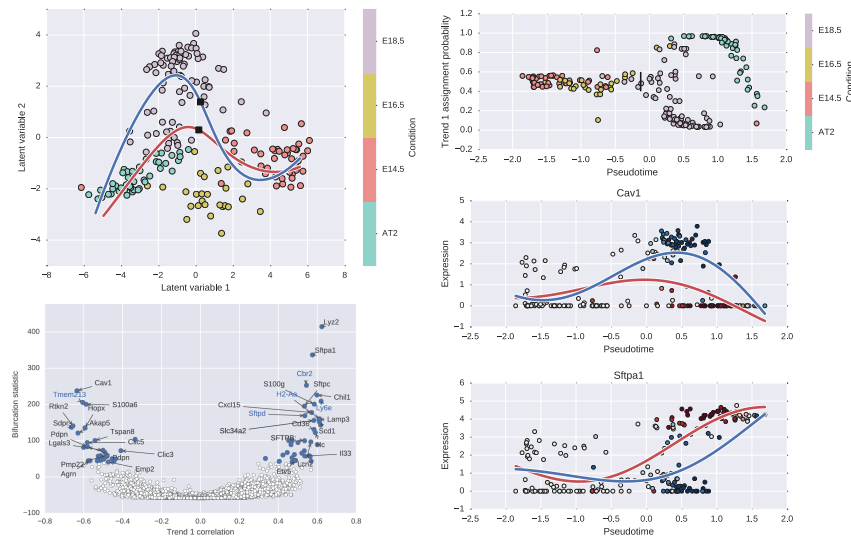 4
2
0
−2
−4
−8
−6
−4
−2
0
2
4
6
8
Latent variable 1
Latent variable 2
E18.5
E16.5
E14.5
AT2
Condition
1.2
1.0
0.8
0.6
0.4
0.2
0.0
−0.2
−2.5
−2.0
−1.5
−1.0
−0.5
0.0
0.5
1.0
1.5
2.0
Pseudotime
Trend 1 assignment probability
E18.5
E16.5
E14.5
AT2
Condition
Cav1
5
4
3
2
1
0
−1
−2.5
−2.0
−1.5
−1.0
−0.5
0.0
0.5
1.0
1.5
2.0
Pseudotime
Expression
400
300
200
100
0
−100
−0.8
−0.6
−0.4
−0.2
0.0
0.2
0.4
0.6
0.8
Trend 1 correlation
Bifurcation statistic
Cav1
Tmem213
Rtkn2
Hopx
S100a6
Sdpr
Akap5
Pdpn
Tspan8
Lgals3
Clic5
Clic3
Pmp22
Rdpn
Emp2
Agrn
Lyz2
Sftpa1
Cbr2
S100g
Sftpc
H2-Aa
Chil1
Cxcl15
Ly6e
Sftpd
Lamp3
Cd36
Slc34a2
Scd1
SFTPB
Il33
Lcn2
Etv5
Sftpa1
6
5
4
3
2
1
0
−1
−2.5
−2.0
−1.5
−1.0
−0.5
0.0
0.5
1.0
1.5
2.0
Pseudotime
Expression